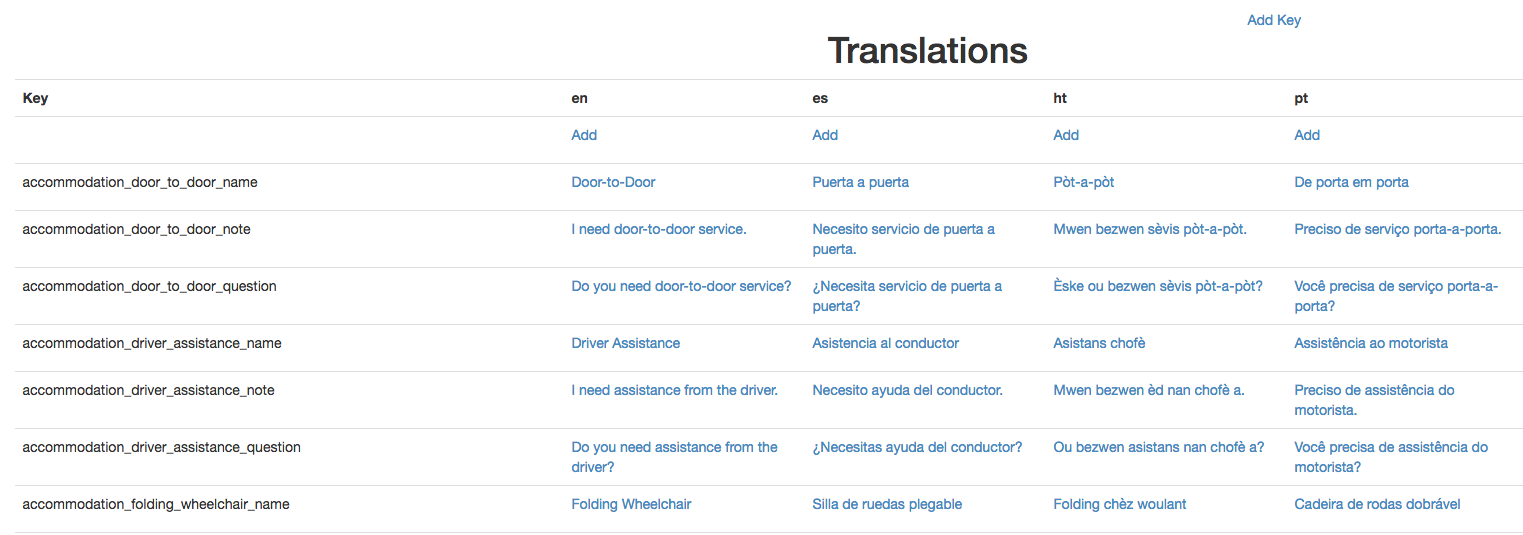 Add Key
Translations
Key en es ht pt
Add Add Add Add
accommodation_door_to_door_name Door-to-Door Puerta a puerta Pòt-a-pòt De porta em porta
accommodation_door_to_door_note I need door-to-door service. Necesito servicio de puerta a Mwen bezwen sèvis pòt-a-pòt. Preciso de serviço porta-a-porta.
puerta.
accommodation_door_to_door_question Do you need door-to-door service? ¿Necesita servicio de puerta a Èske ou bezwen sèvis pòt-a-pòt? Você precisa de serviço porta-a-
puerta? porta?
accommodation_driver_assistance_name Driver Assistance Asistencia al conductor Asistans chofè Assistência ao motorista
accommodation_driver_assistance_note I need assistance from the driver. Necesito ayuda del conductor. Mwen bezwen èd nan chofè a. Preciso de assistência do
motorista.
accommodation_driver_assistance_question Do you need assistance from the ¿Necesitas ayuda del conductor? Ou bezwen asistans nan chofè a? Você precisa de assistência do
driver? motorista?
accommodation_folding_wheelchair_name Folding Wheelchair Silla de ruedas plegable Folding chèz woulant Cadeira de rodas dobrável